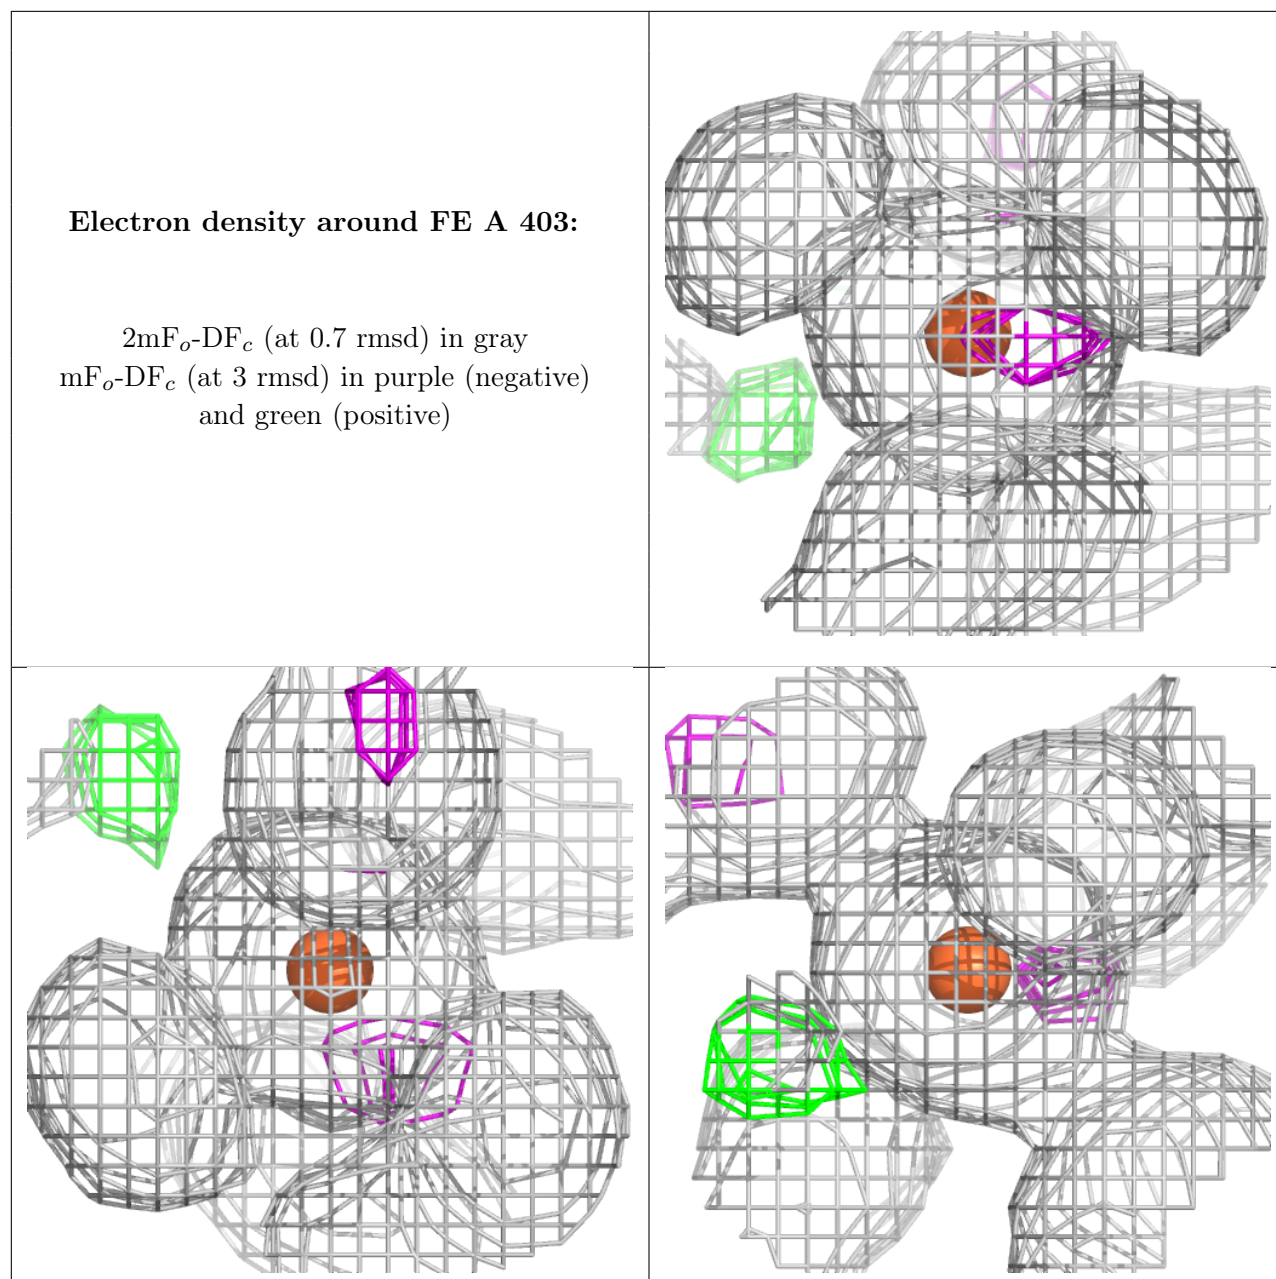 Electron density around FE A 403:
2mFo-DFc (at 0.7 rmsd) in gray
mFo-DFc (at 3 rmsd) in purple (negative)
and green (positive)